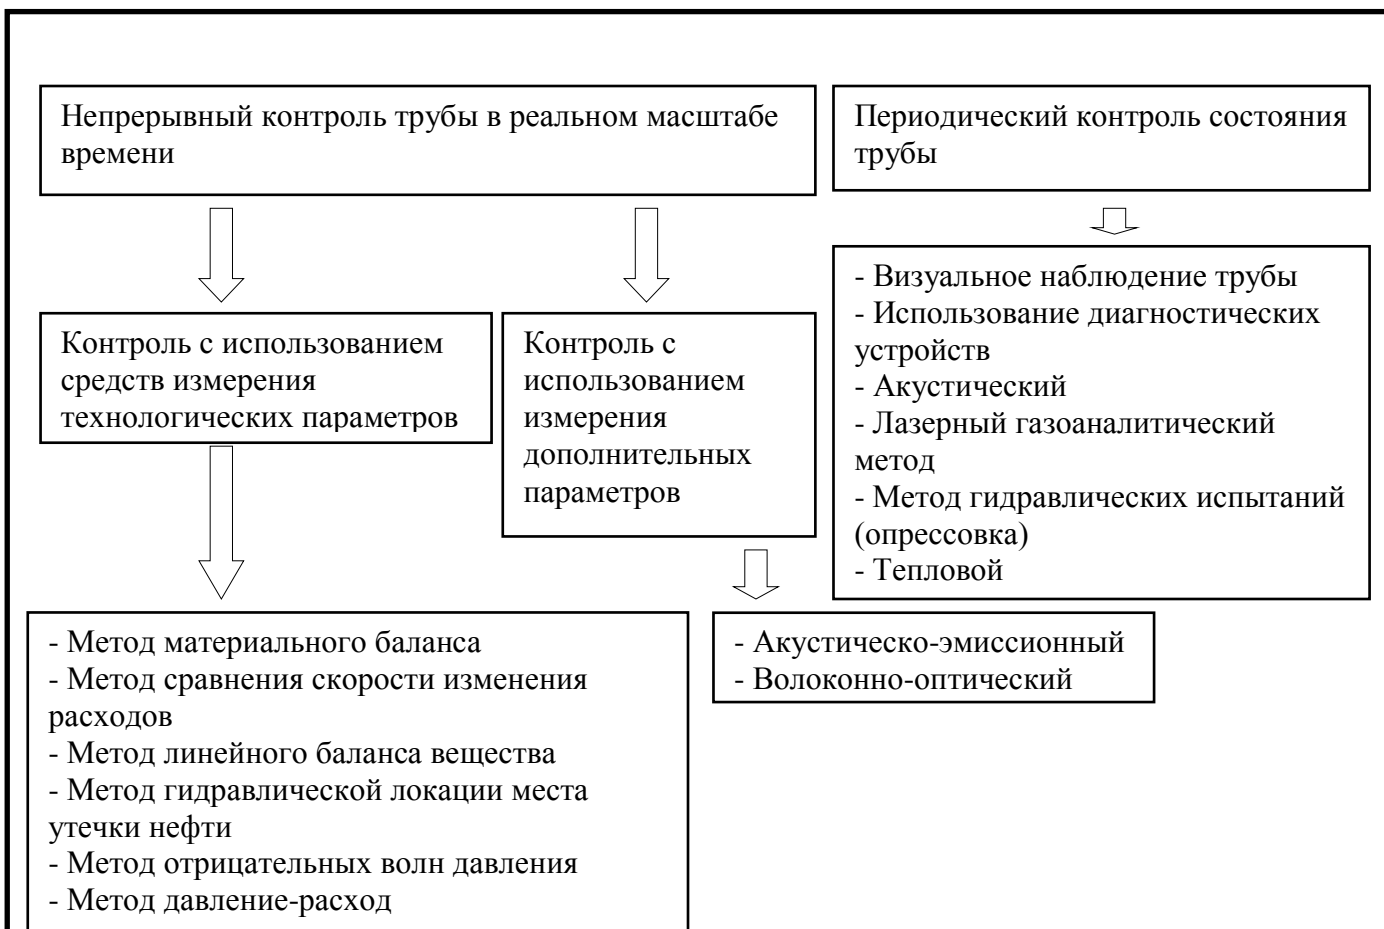 Непрерывный контроль трубы в реальном масштабе
времени
Периодический контроль состояния
трубы
Контроль с использованием
средств измерения
технологических параметров
Контроль с
использованием
измерения
дополнительных
параметров
- Визуальное наблюдение трубы
- Использование диагностических
устройств
- Акустический
- Лазерный газоаналитический
метод
- Метод гидравлических испытаний
(опрессовка)
- Тепловой
- Метод материального баланса
- Метод сравнения скорости изменения
расходов
- Метод линейного баланса вещества
- Метод гидравлической локации места
утечки нефти
- Метод отрицательных волн давления
- Метод давление-расход
- Акустическо-эмиссионный
- Волоконно-оптический